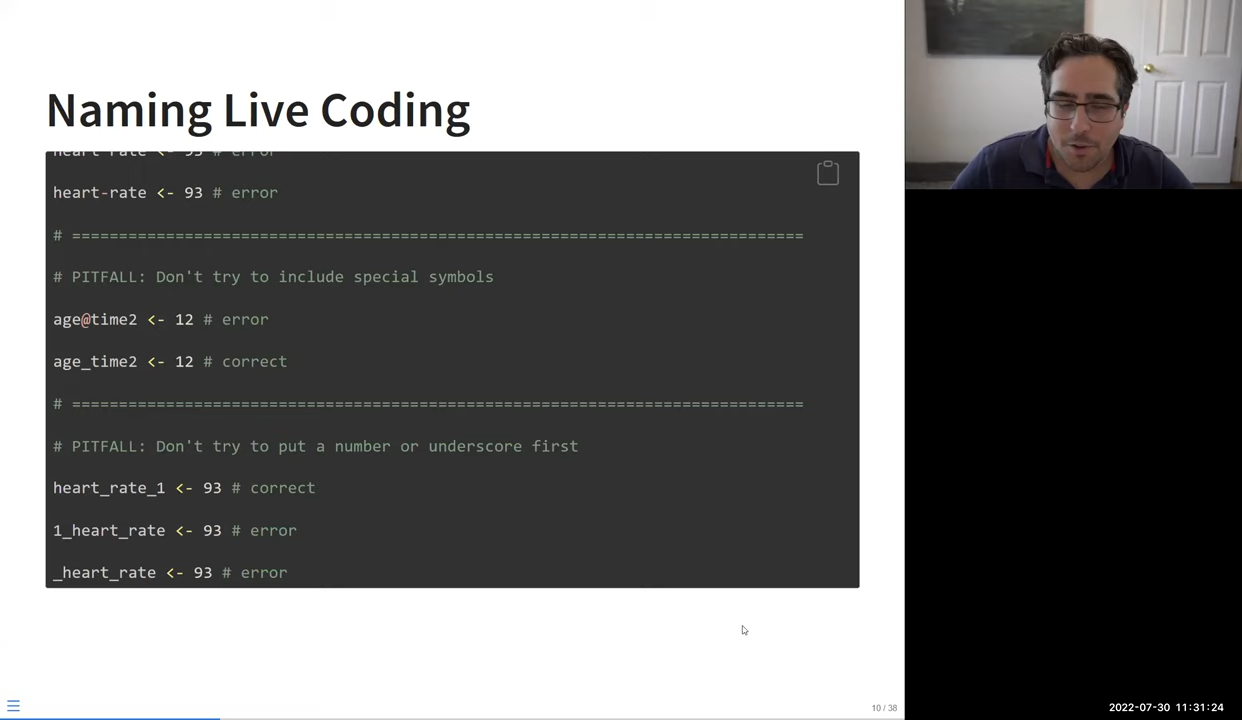 Naming Live Coding
heart-rate <- 93 # error
# ==============================================================================
# PITFALL: Don't try to include special symbols
age@time2 <- 12 # error
age_time2 <- 12 # correct
# ==============================================================================
# PITFALL: Don't try to put a number or underscore first
heart_rate_1 <- 93 # correct
1_heart_rate <- 93 # error
_heart_rate <- 93 # error
10 / 38
2022-07-30 11:31:24